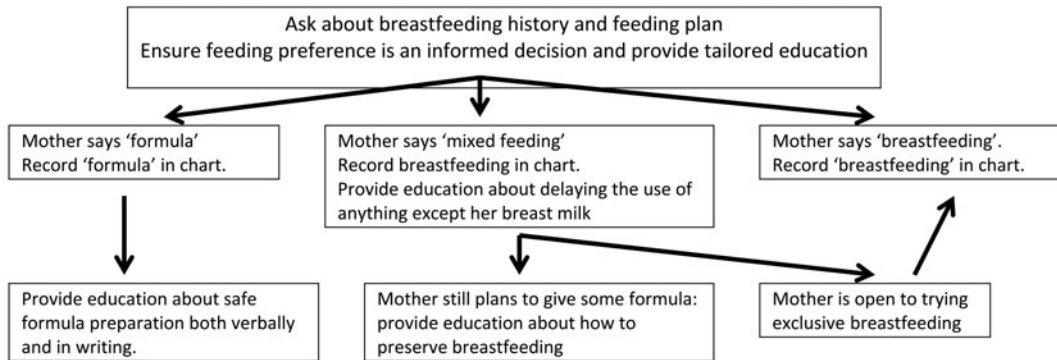 Ask about breastfeeding history and feeding plan
Ensure feeding preference is an informed decision and provide tailored education
Mother says ‘formula’
Record ‘formula’ in chart.
Mother says ‘mixed feeding’
Record breastfeeding in chart.
Provide education about delaying the use of
anything except her breast milk
Mother says ‘breastfeeding’.
Record ‘breastfeeding’ in chart.
Provide education about safe
formula preparation both verbally
and in writing.
Mother still plans to give some formula:
provide education about how to
preserve breastfeeding
Mother is open to trying
exclusive breastfeeding